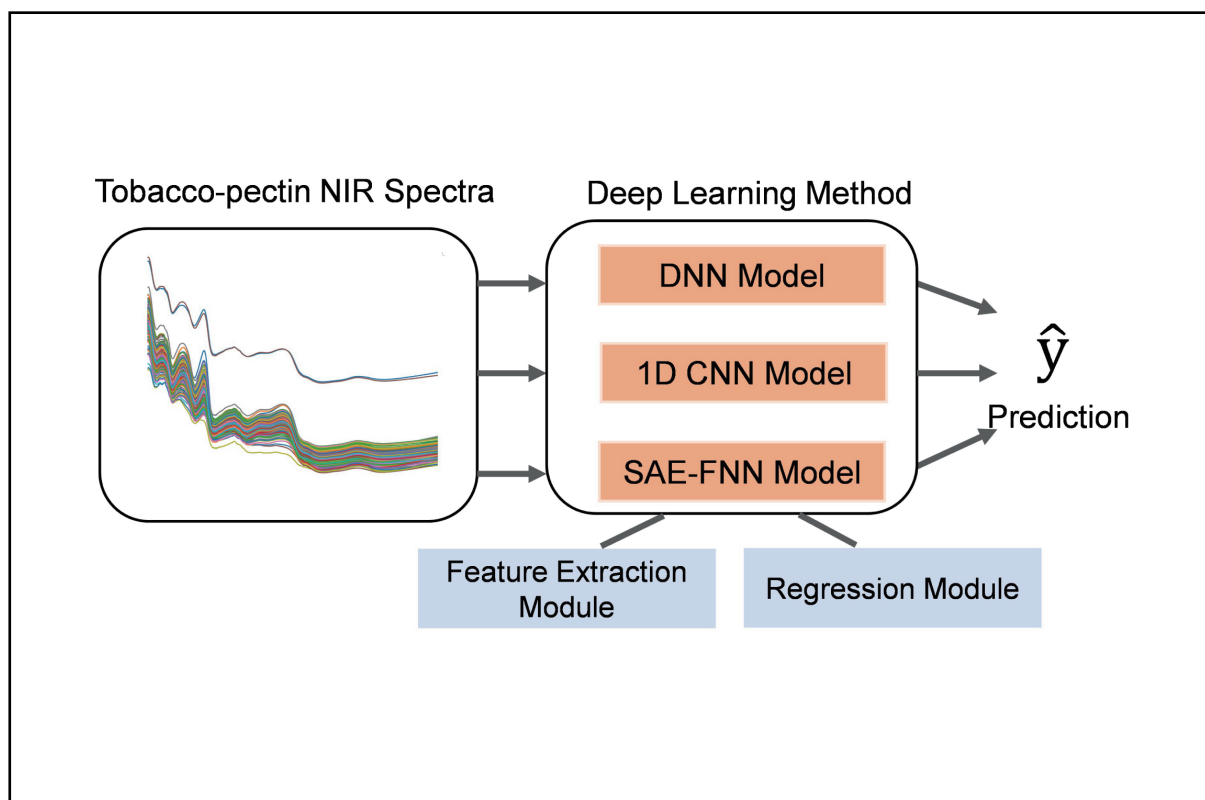 Tobacco-pectin NIR Spectra
Deep Learning Method
DNN Model
1D CNN Model
SAE-FNN Model
ŷ
Prediction
Feature Extraction
Module
Regression Module